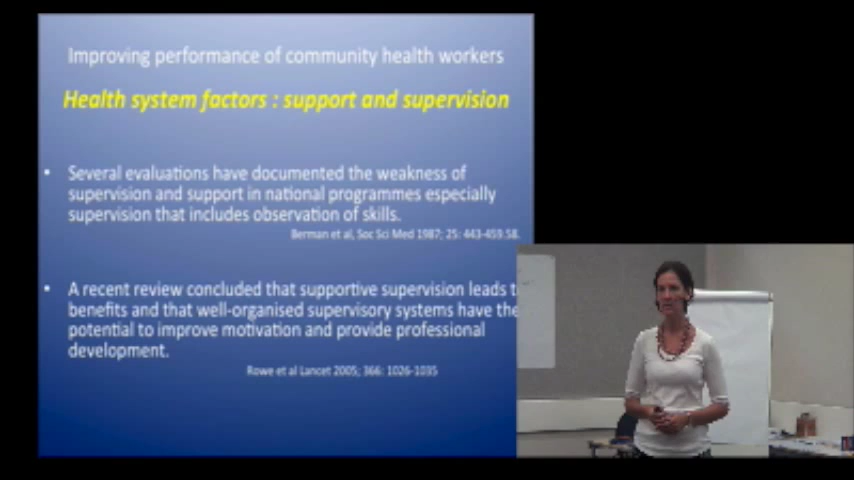 Improving performance of community health workers
Health system factors : support and supervision
• Several evaluations have documented the weakness of
supervision and support in national programmes especially
supervision that includes observation of skills.
Berman et al, Soc Sci Med 1987; 25: 443-459.58.
• A recent review concluded that supportive supervision leads t
benefits and that well-organised supervisory systems have the
potential to improve motivation and provide professional
development.
Rowe et al Lancet 2005; 366: 1026-1035